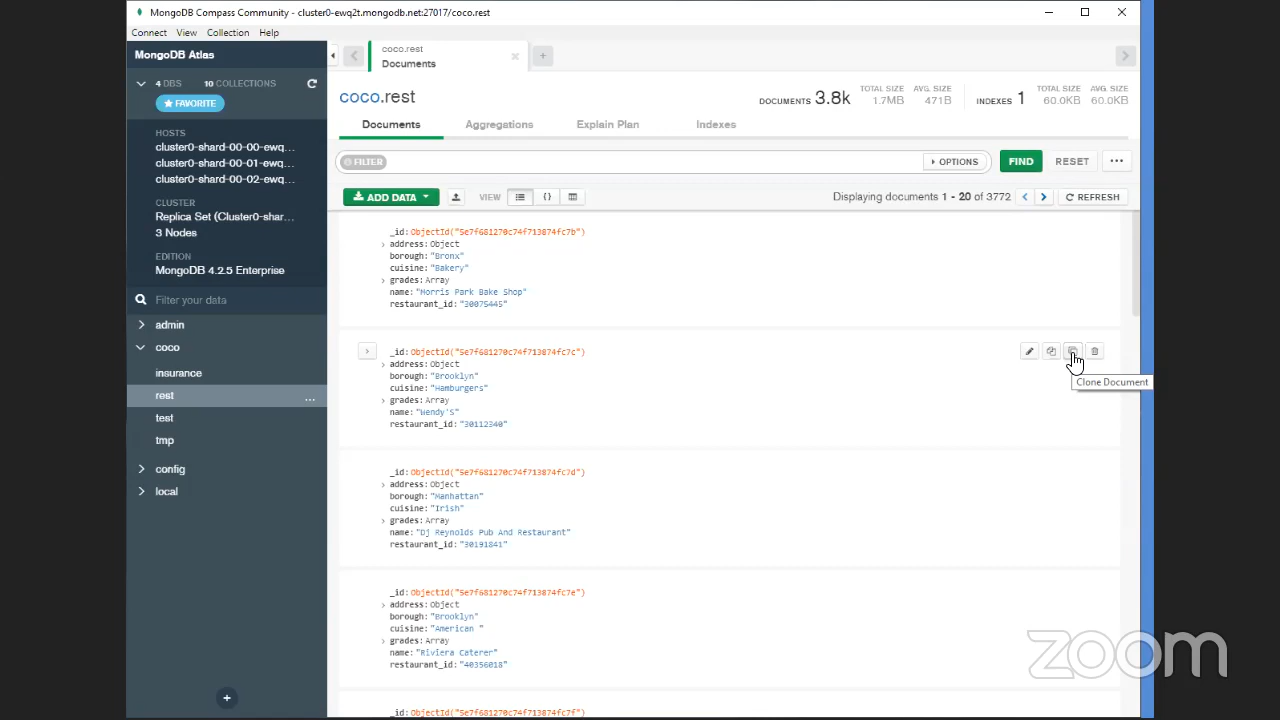 MongoDB Compass Community - cluster0-ewq2t.mongodb.net:27017/coco.rest
Connect View Collection Help
MongoDB Atlas
4 DBS 10 COLLECTIONS
FAVORITE
HOSTS
cluster0-shard-00-00-ewq...
cluster0-shard-00-01-ewq...
cluster0-shard-00-02-ewq...
CLUSTER
Replica Set (Cluster0-shar...
3 Nodes
EDITION
MongoDB 4.2.5 Enterprise
Filter your data
admin
coco
insurance
rest ...
test
tmp
config
local
+
coco.rest
Documents
+
coco.rest
DOCUMENTS 3.8k TOTAL SIZE 1.7MB AVG. SIZE 471B INDEXES 1 TOTAL SIZE 60.0KB AVG. SIZE 60.0KB
Documents Aggregations Explain Plan Indexes
FILTER OPTIONS FIND RESET ...
ADD DATA VIEW { } Displaying documents 1 - 20 of 3772 < > REFRESH
_id: ObjectId("5e7f681270c74f713874fc7b")
address: Object
borough: "Bronx"
cuisine: "Bakery"
grades: Array
name: "Morris Park Bake Shop"
restaurant_id: "30075445"
_id: ObjectId("5e7f681270c74f713874fc7c")
address: Object
borough: "Brooklyn"
cuisine: "Hamburgers"
grades: Array
name: "Wendy'S"
restaurant_id: "30112340"
Clone Document
_id: ObjectId("5e7f681270c74f713874fc7d")
address: Object
borough: "Manhattan"
cuisine: "Irish"
grades: Array
name: "Dj Reynolds Pub And Restaurant"
restaurant_id: "30191841"
_id: ObjectId("5e7f681270c74f713874fc7e")
address: Object
borough: "Brooklyn"
cuisine: "American "
grades: Array
name: "Riviera Caterer"
restaurant_id: "40356018"
_id: ObjectId("5e7f681270c74f713874fc7f")
zoom